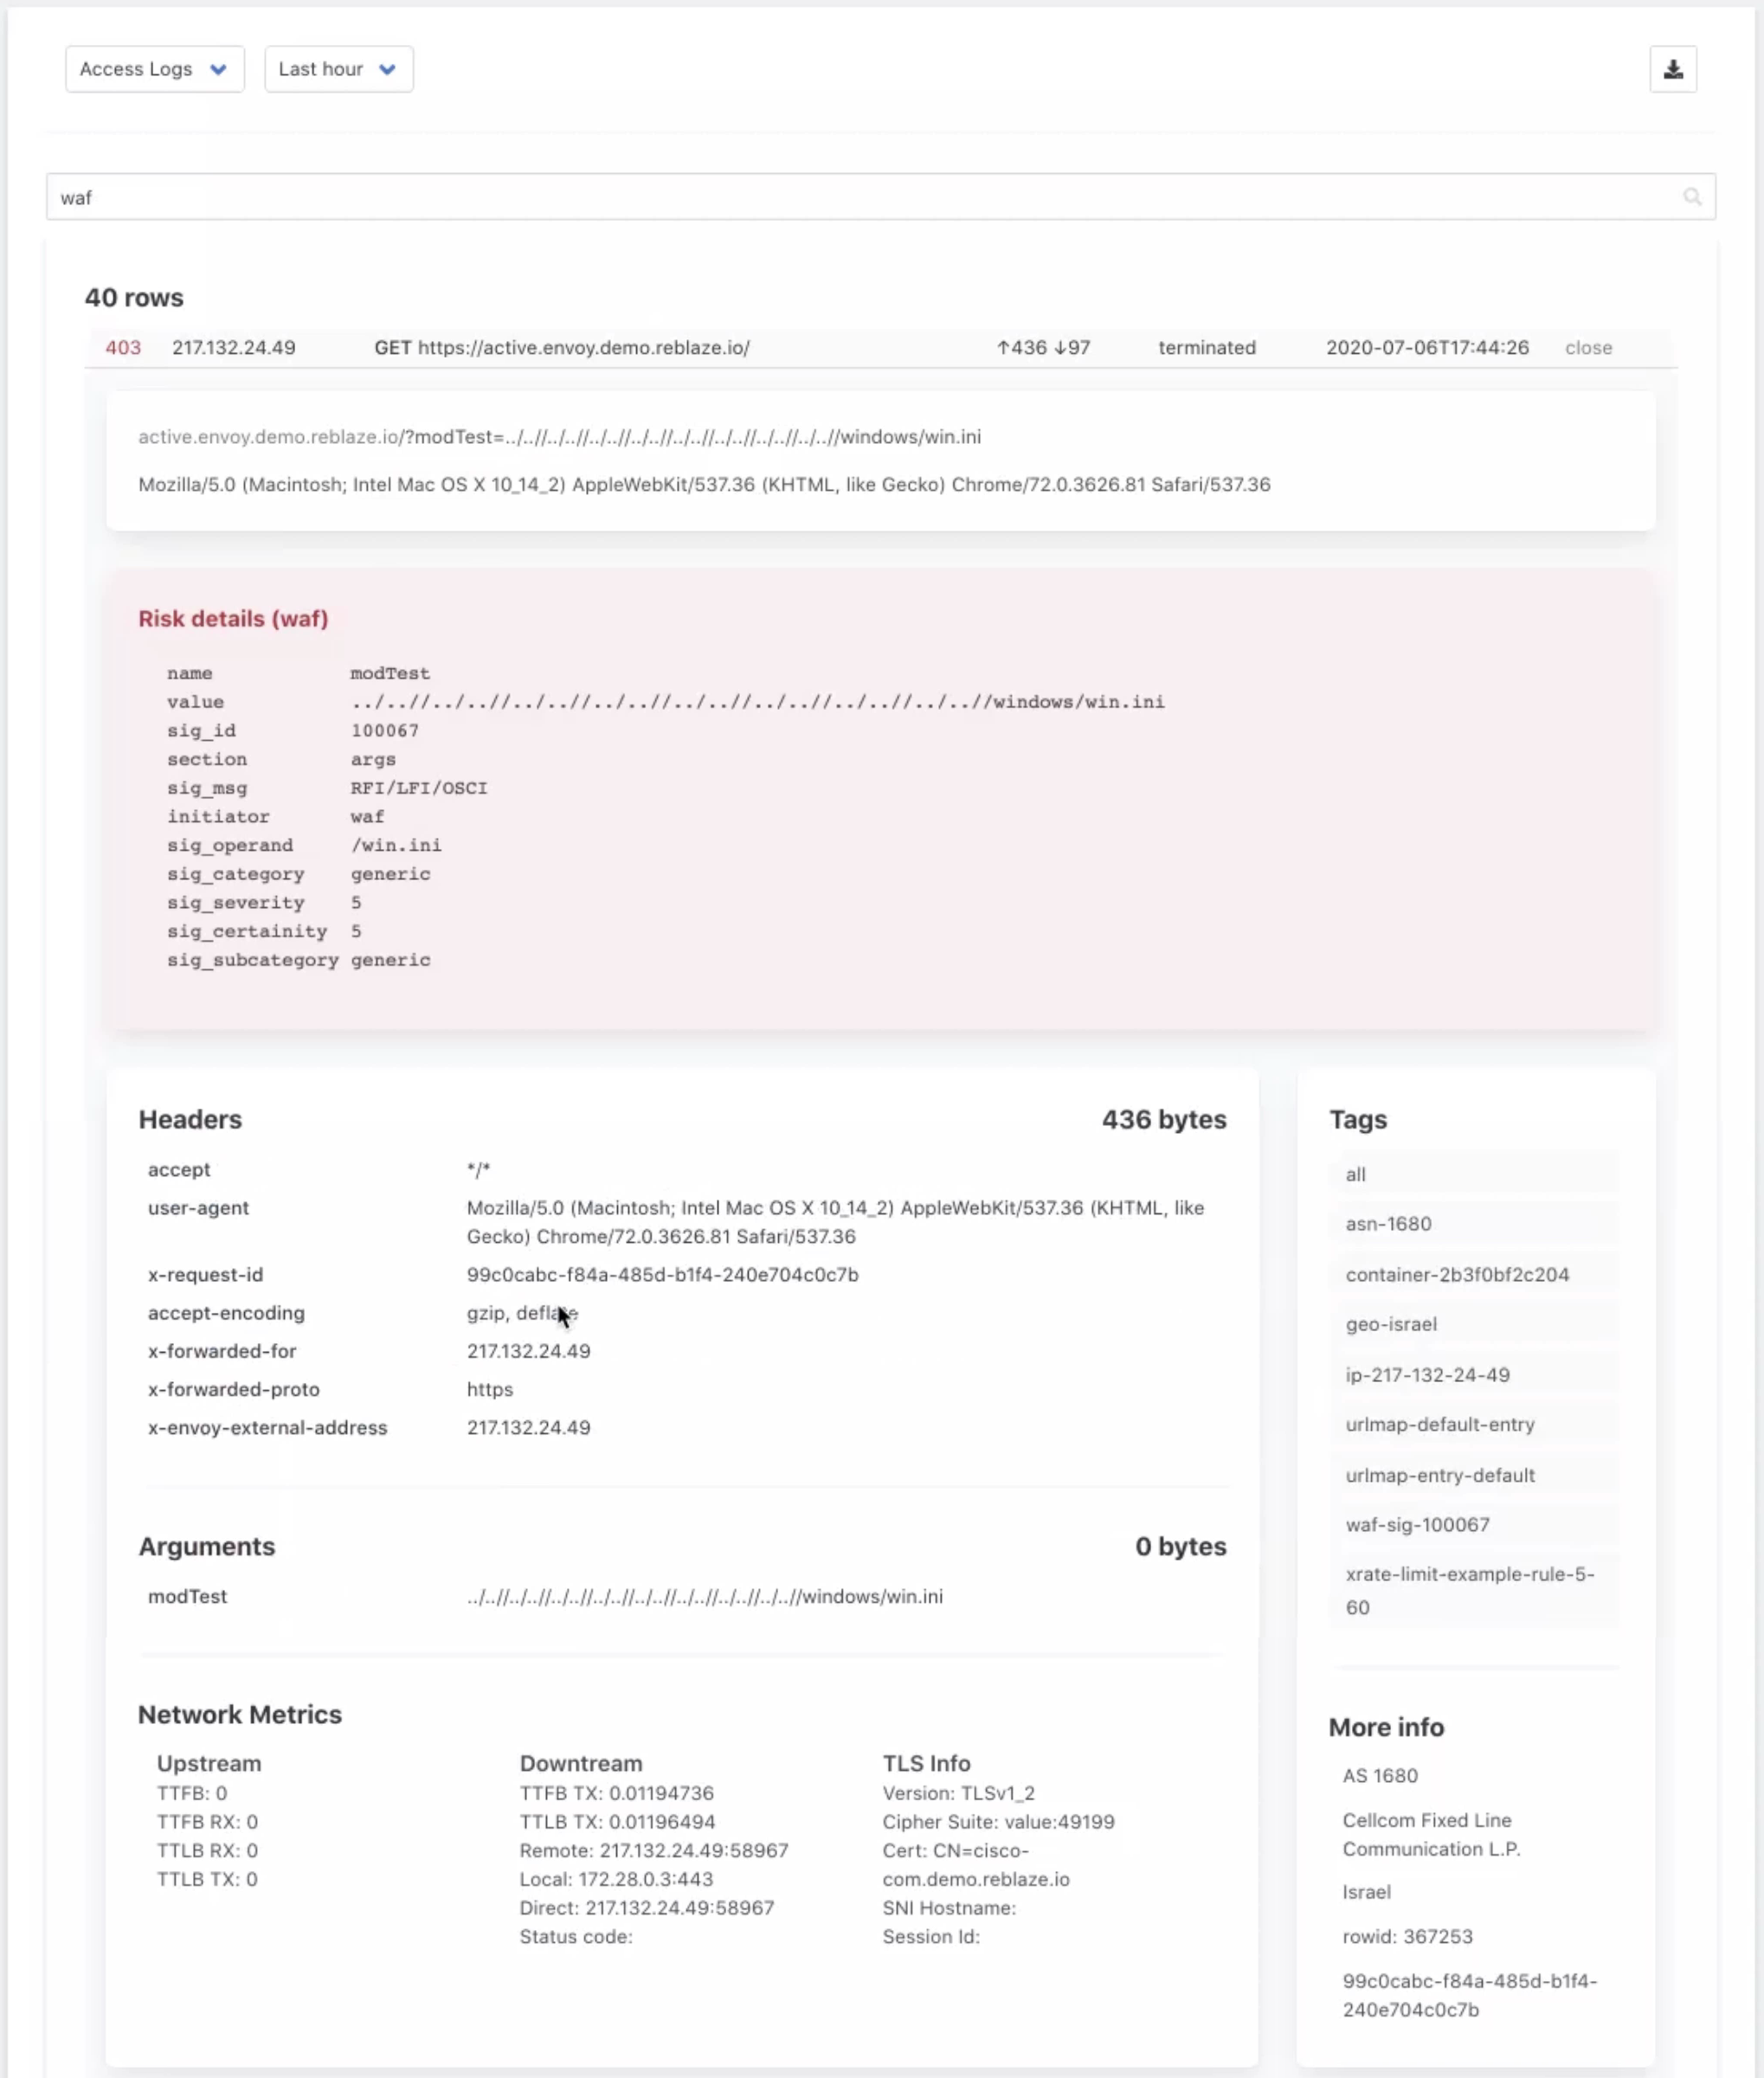 Access Logs
Last hour
waf
40 rows
403 217.132.24.49 GET https://active.envoy.demo.reblaze.io/ ↑436 ↓97 terminated 2020-07-06T17:44:26 close
active.envoy.demo.reblaze.io/?modTest=../..//../..//../..//../..//../..//../..//../..//../..//windows/win.ini
Mozilla/5.0 (Macintosh; Intel Mac OS X 10_14_2) AppleWebKit/537.36 (KHTML, like Gecko) Chrome/72.0.3626.81 Safari/537.36
Risk details (waf)
name modTest
value ../..//../..//../..//../..//../..//../..//../..//../..//windows/win.ini
sig_id 100067
section args
sig_msg RFI/LFI/OSCI
initiator waf
sig_operand /win.ini
sig_category generic
sig_severity 5
sig_certainity 5
sig_subcategory generic
Headers 436 bytes
accept */*
user-agent Mozilla/5.0 (Macintosh; Intel Mac OS X 10_14_2) AppleWebKit/537.36 (KHTML, like
Gecko) Chrome/72.0.3626.81 Safari/537.36
x-request-id 99c0cabc-f84a-485d-b1f4-240e704c0c7b
accept-encoding gzip, deflate
x-forwarded-for 217.132.24.49
x-forwarded-proto https
x-envoy-external-address 217.132.24.49
Arguments 0 bytes
modTest ../..//../..//../..//../..//../..//../..//../..//../..//windows/win.ini
Network Metrics
Upstream
TTFB: 0
TTFB RX: 0
TTLB RX: 0
TTLB TX: 0
Downtream
TTFB TX: 0.01194736
TTLB TX: 0.01196494
Remote: 217.132.24.49:58967
Local: 172.28.0.3:443
Direct: 217.132.24.49:58967
Status code:
TLS Info
Version: TLSv1_2
Cipher Suite: value:49199
Cert: CN=cisco-
com.demo.reblaze.io
SNI Hostname:
Session Id:
Tags
all
asn-1680
container-2b3f0bf2c204
geo-israel
ip-217-132-24-49
urlmap-default-entry
urlmap-entry-default
waf-sig-100067
xrate-limit-example-rule-5-
60
More info
AS 1680
Cellcom Fixed Line
Communication L.P.
Israel
rowid: 367253
99c0cabc-f84a-485d-b1f4-
240e704c0c7b